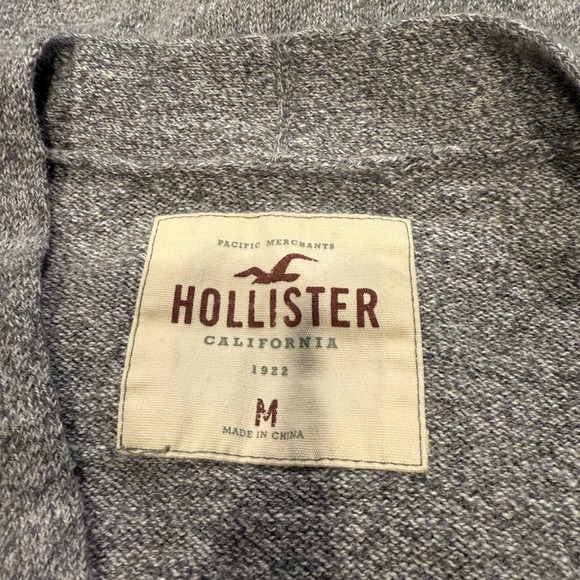 PACIFIC MERCHANTS
HOLLISTER
CALIFORNIA
1922
M
MADE IN CHINA